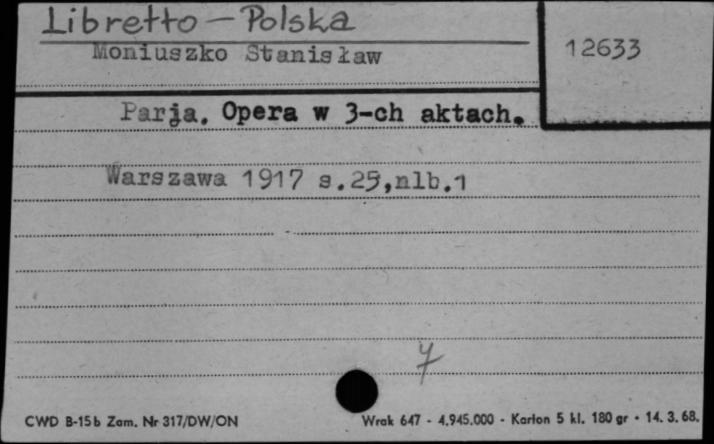 Libretto - Polska
Moniuszko Stanisław
12633
Parja. Opera w 3-ch aktach.
Warszawa 1917 s.25,nlb.1
4
CWD B-15b Zam. Nr 317/DW/ON
Wrak 647 - 4.945.000 - Karton 5 kl. 180 gr - 14. 3. 68.